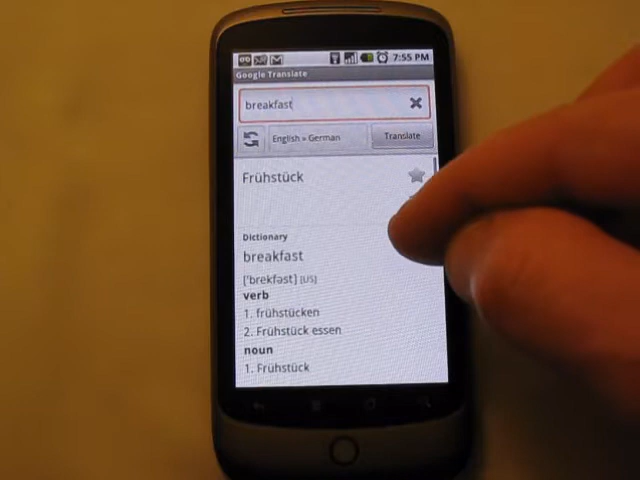 7:55 PM
Google Translate
breakfast
English » German
Translate
Frühstück
Dictionary
breakfast
['brekfəst] [US]
verb
1. frühstücken
2. Frühstück essen
noun
1. Frühstück